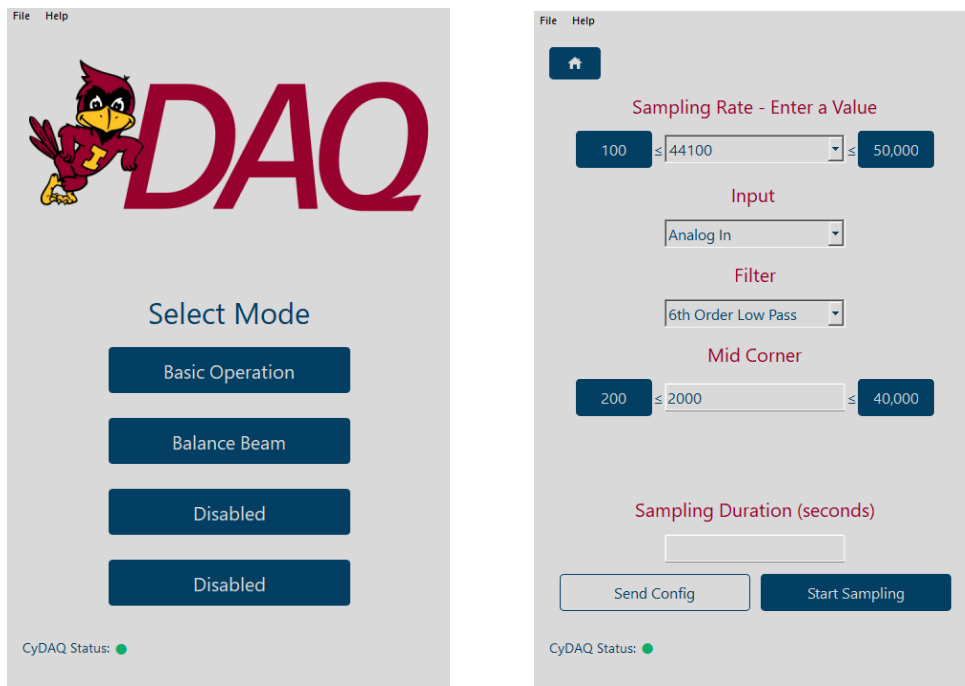 File Help
I DAQ
Select Mode
Basic Operation
Balance Beam
Disabled
Disabled
CyDAQ Status:
File Help
Sampling Rate - Enter a Value
100 ≤ 44100 ≤ 50,000
Input
Analog In
Filter
6th Order Low Pass
Mid Corner
200 ≤ 2000 ≤ 40,000
Sampling Duration (seconds)
Send Config Start Sampling
CyDAQ Status: